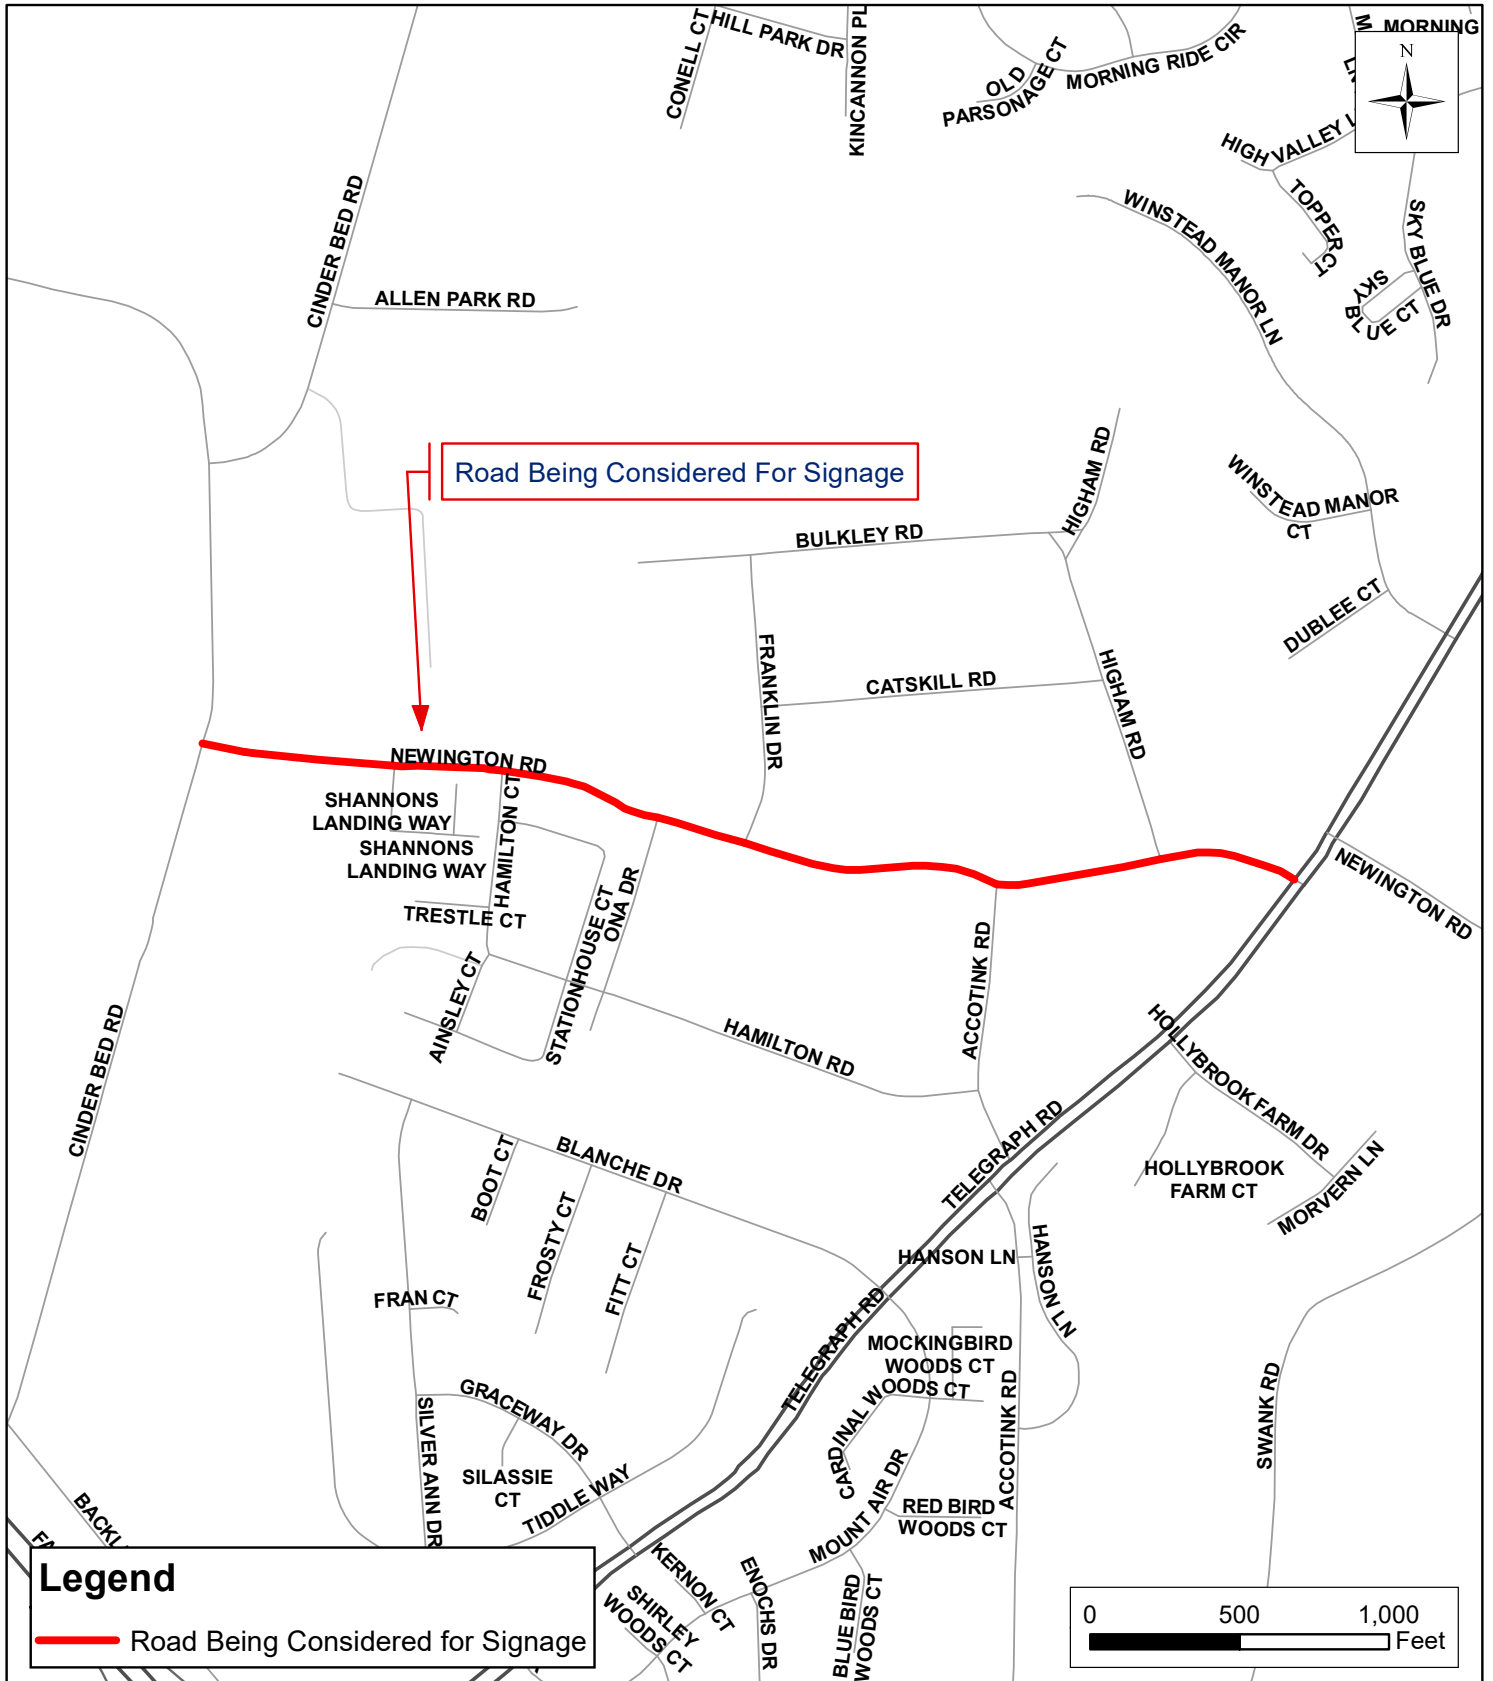 CONELL CT
HILL PARK DR
KINCANNON PL
OLD
PARSONAGE CT
MORNING RIDE CIR
MORNING
N
HIGH VALLEY
TOPPER CT
SKY BLUE DR
SKY
BLUE CT
WINSTEAD MANOR LN
CINDER BED RD
ALLEN PARK RD
Road Being Considered For Signage
HIGHAM RD
WINSTEAD MANOR
CT
BULKLEY RD
DUBLEE CT
FRANKLIN DR
CATSKILL RD
HIGHAM RD
NEWINGTON RD
SHANNONS
LANDING WAY
SHANNONS
LANDING WAY
HAMILTON CT
TRESTLE CT
STATIONHOUSE CT
ONA DR
AINSLEY CT
NEWINGTON RD
ACCOTINK RD
HAMILTON RD
CINDER BED RD
HOLLYBROOK FARM DR
HOLLYBROOK
FARM CT
MORVERN LN
TELEGRAPH RD
BLANCHE DR
BOOT CT
FROSTY CT
FITT CT
FRAN CT
HANSON LN
HANSON LN
TELEGRAPH RD
MOCKINGBIRD
WOODS CT
CARDINAL WOODS CT
ACCOTINK RD
SWANK RD
GRACEWAY DR
SILVER ANN DR
SILASSIE
CT
TIDDLE WAY
MOUNT AIR DR
RED BIRD
WOODS CT
KERNON CT
SHIRLEY
WOODS CT
ENOCHS DR
BLUE BIRD
WOODS CT
Legend
Road Being Considered for Signage
0 500 1,000
Feet